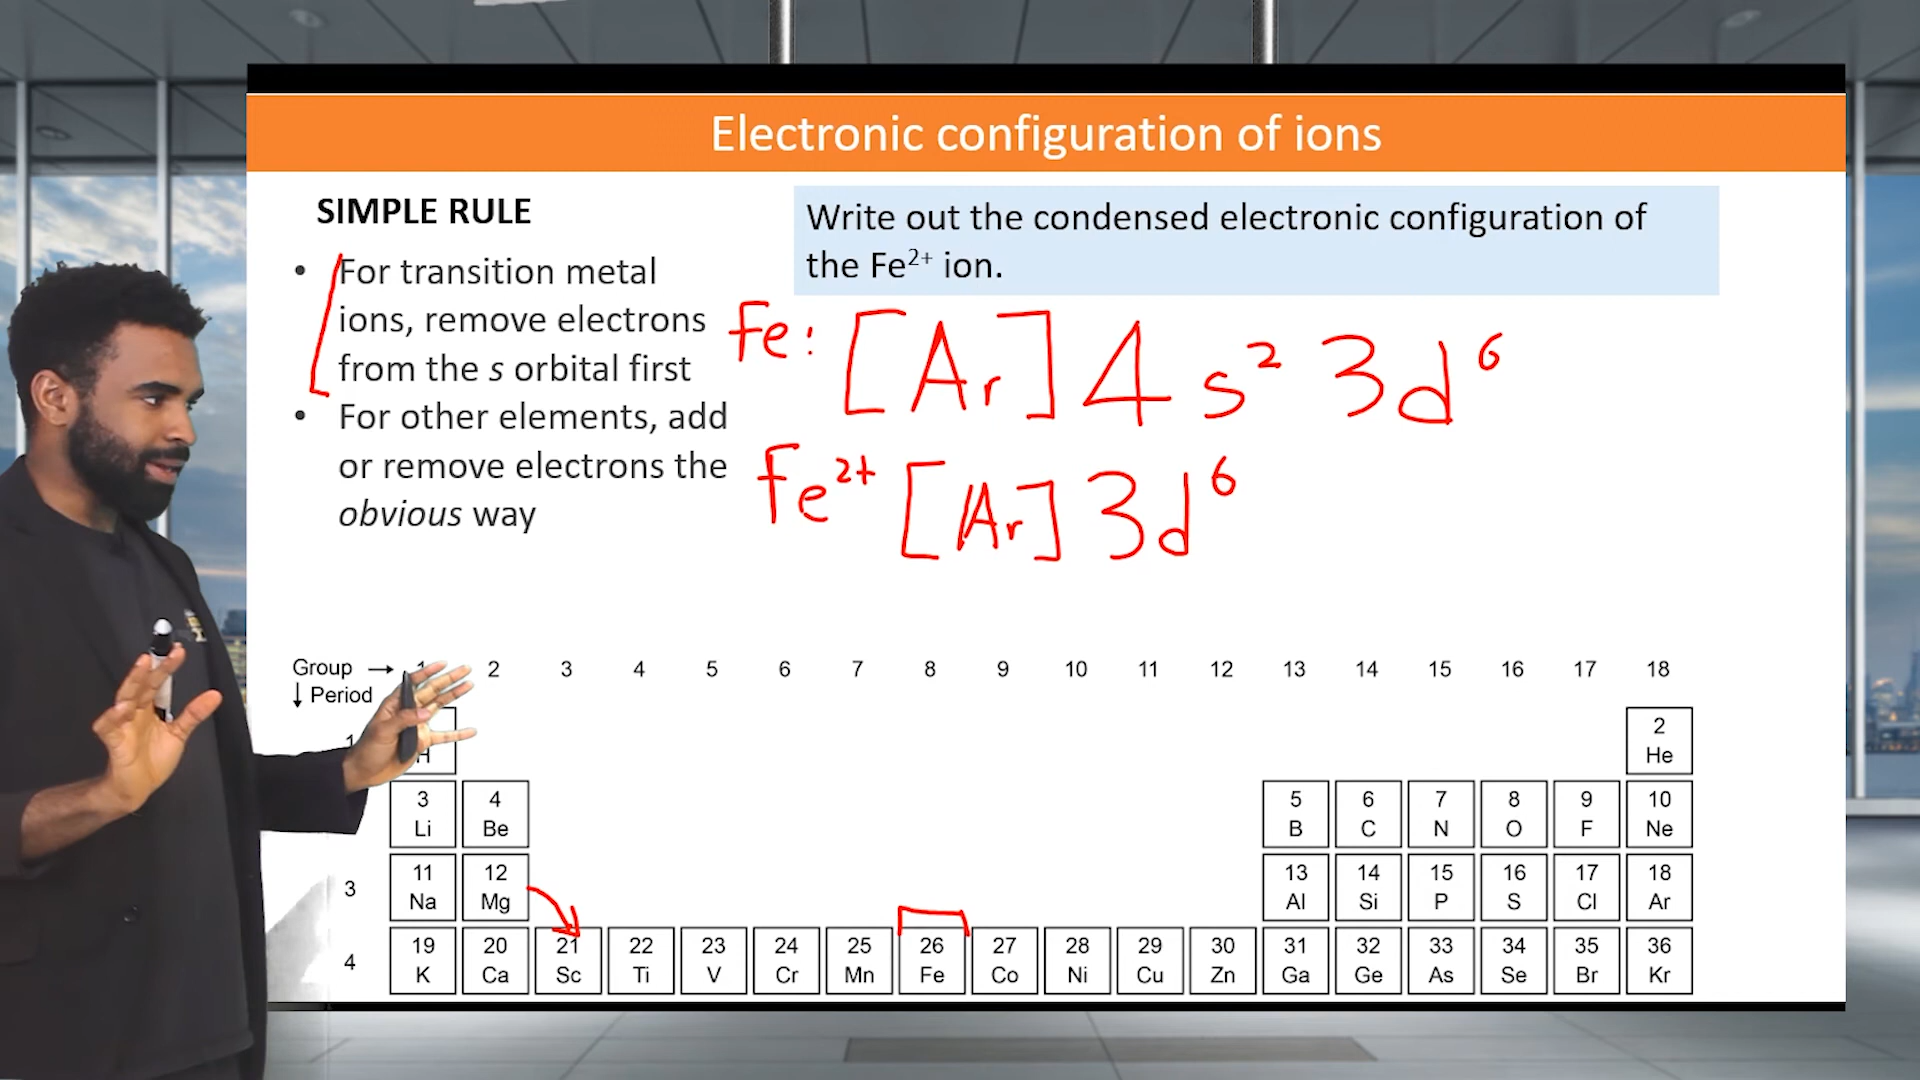 Electronic configuration of ions
SIMPLE RULE
• For transition metal
ions, remove electrons
from the s orbital first
• For other elements, add
or remove electrons the
obvious way
Write out the condensed electronic configuration of
the Fe²⁺ ion.
Fe: [Ar] 4s² 3d⁶
Fe²⁺ [Ar] 3d⁶
Group → 1 2 3 4 5 6 7 8 9 10 11 12 13 14 15 16 17 18
↓ Period
1 H 2 He
3 Li 4 Be 5 B 6 C 7 N 8 O 9 F 10 Ne
3 11 Na 12 Mg 13 Al 14 Si 15 P 16 S 17 Cl 18 Ar
4 19 K 20 Ca 21 Sc 22 Ti 23 V 24 Cr 25 Mn 26 Fe 27 Co 28 Ni 29 Cu 30 Zn 31 Ga 32 Ge 33 As 34 Se 35 Br 36 Kr